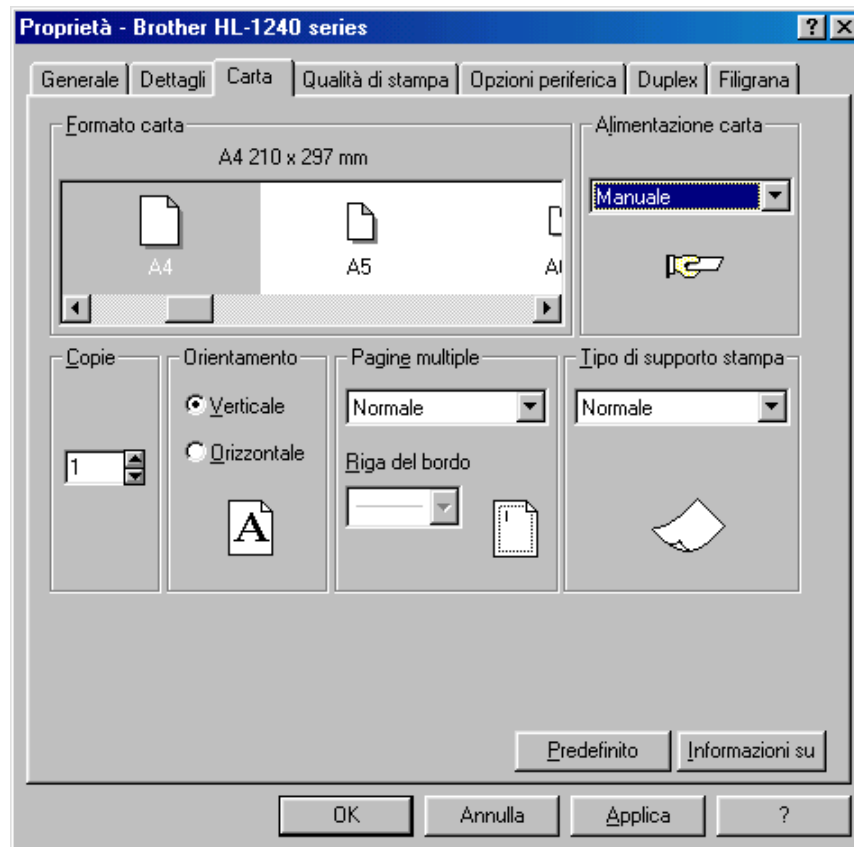 Proprietà - Brother HL-1240 series
Generale Dettagli Carta Qualità di stampa Opzioni periferica Duplex Filigrana
Formato carta
A4 210 x 297 mm
A4 A5
Alimentazione carta
Manuale
Copie
1
Orientamento
Verticale
Orizzontale
A
Pagine multiple
Normale
Riga del bordo
Tipo di supporto stampa
Normale
Predefinito Informazioni su
OK Annulla Applica ?